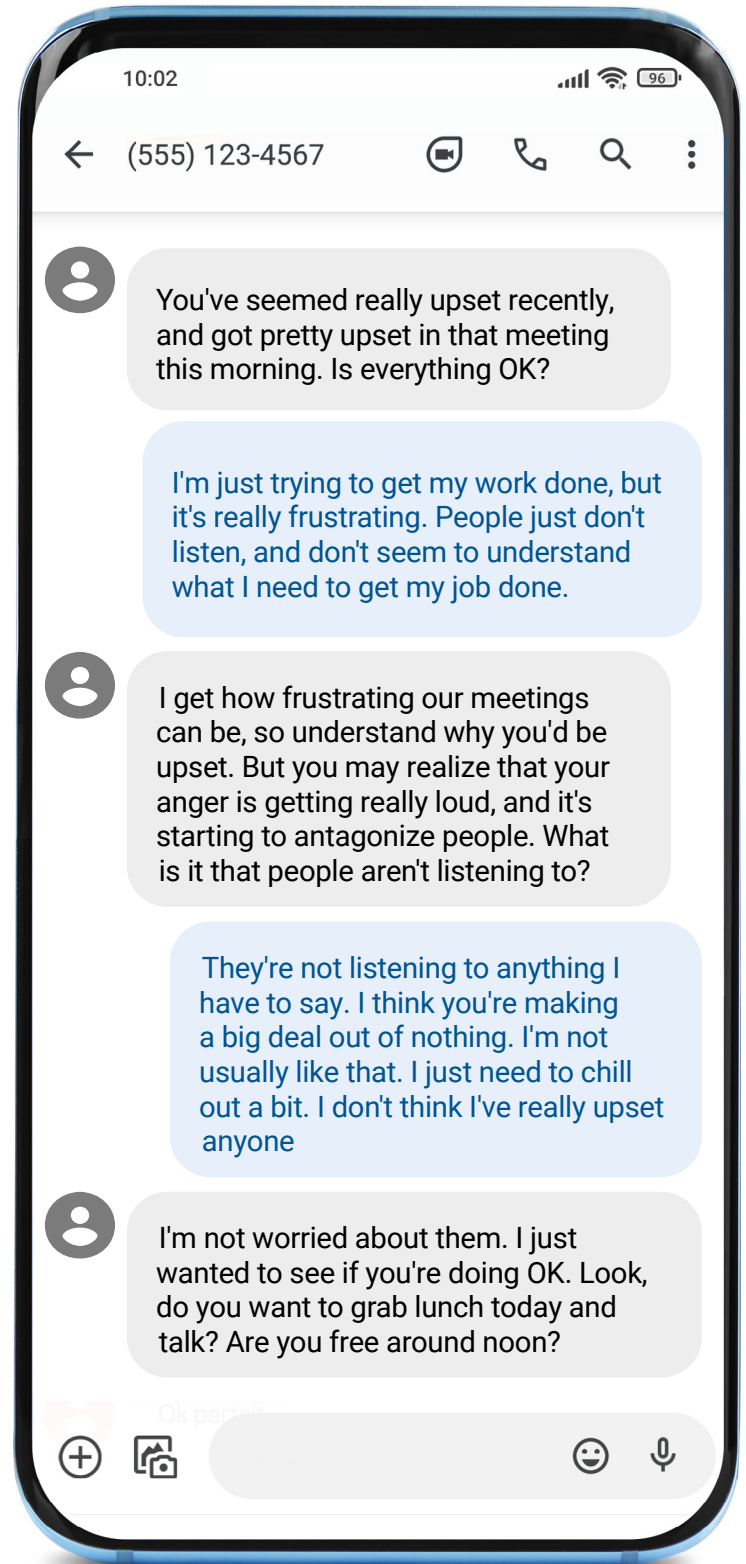 10:02
96
(555) 123-4567
You've seemed really upset recently,
and got pretty upset in that meeting
this morning. Is everything OK?
I'm just trying to get my work done, but
it's really frustrating. People just don't
listen, and don't seem to understand
what I need to get my job done.
I get how frustrating our meetings
can be, so understand why you'd be
upset. But you may realize that your
anger is getting really loud, and it's
starting to antagonize people. What
is it that people aren't listening to?
They're not listening to anything I
have to say. I think you're making
a big deal out of nothing. I'm not
usually like that. I just need to chill
out a bit. I don't think I've really upset
anyone
I'm not worried about them. I just
wanted to see if you're doing OK. Look,
do you want to grab lunch today and
talk? Are you free around noon?
Ok parfait